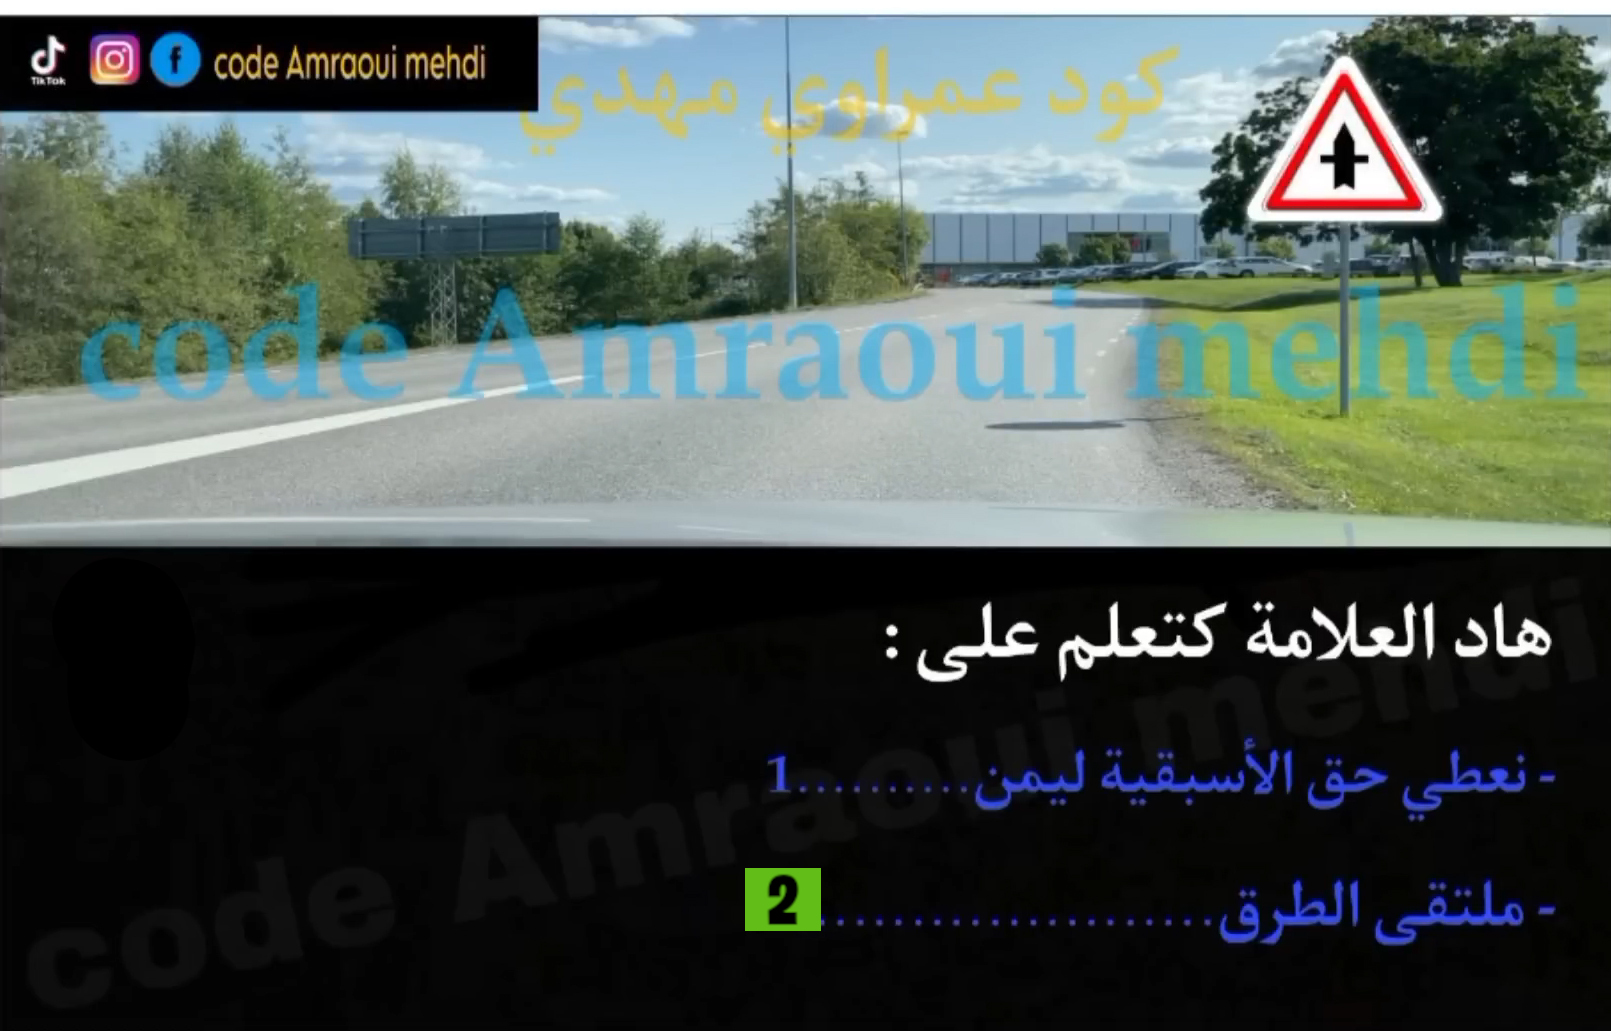 TikTok
code Amraoui mehdi
كود عمراوي مهدي
code Amraoui mehdi
هاد العلامة كتعلم على :
- نعطي حق الأسبقية ليمن..........1
- ملتقى الطرق.....................2
code Amraoui mehdi